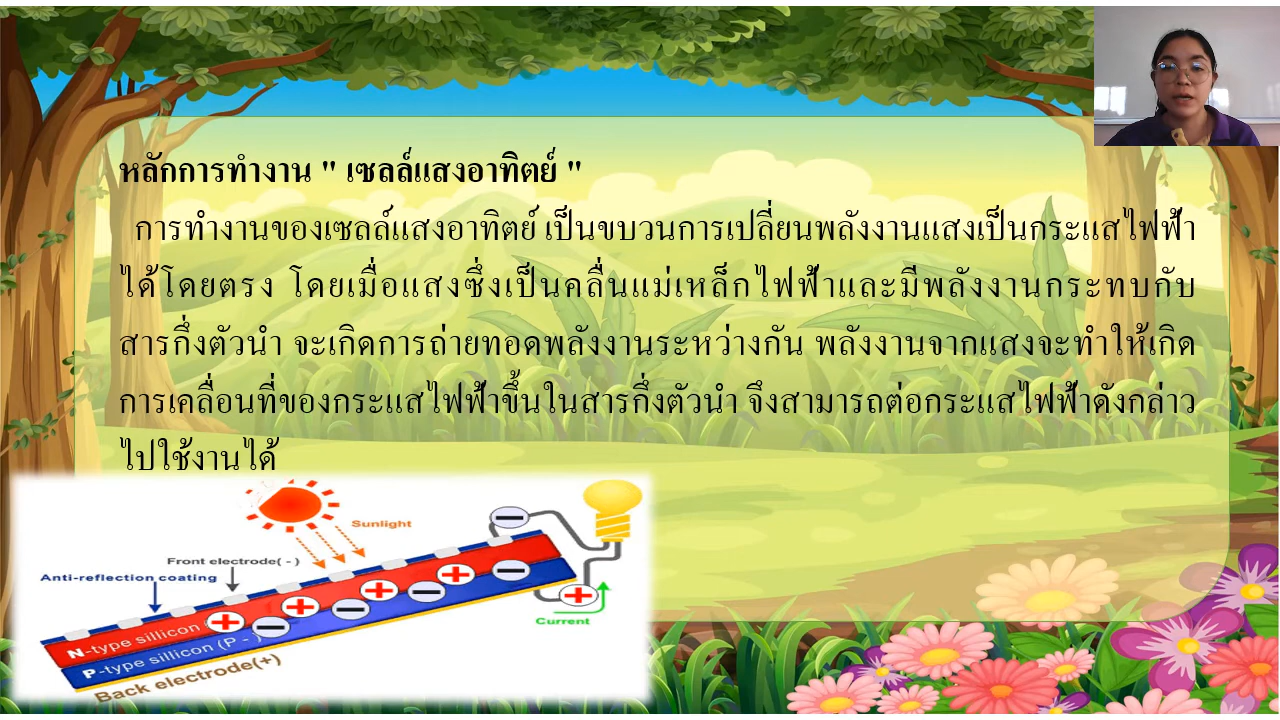 หลักการทำงาน " เซลล์แสงอาทิตย์ "
การทำงานของเซลล์แสงอาทิตย์ เป็นขบวนการเปลี่ยนพลังงานแสงเป็นกระแสไฟฟ้า
ได้โดยตรง โดยเมื่อแสงซึ่งเป็นคลื่นแม่เหล็กไฟฟ้าและมีพลังงานกระทบกับ
สารกึ่งตัวนำ จะเกิดการถ่ายทอดพลังงานระหว่างกัน พลังงานจากแสงจะทำให้เกิด
การเคลื่อนที่ของกระแสไฟฟ้าขึ้นในสารกึ่งตัวนำ จึงสามารถต่อกระแสไฟฟ้าดังกล่าว
ไปใช้งานได้
Sunlight
Front electrode( - )
Anti-reflection coating
Current
N-type sillicon (
P-type silicon (P - )
Back electrode(+)